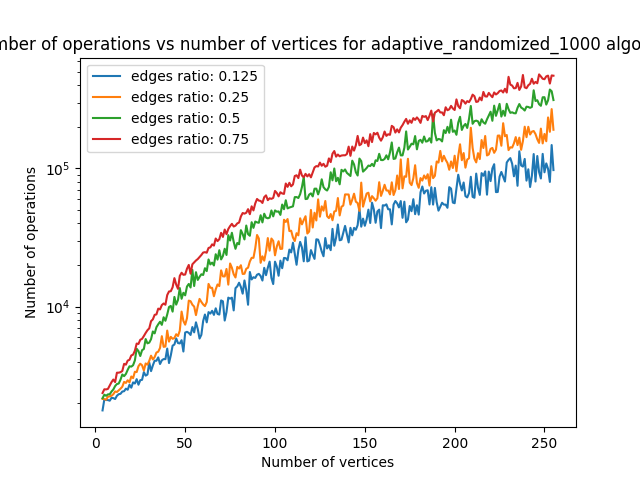 mber of operations vs number of vertices for adaptive_randomized_1000 algo
edges ratio: 0.125
edges ratio: 0.25
edges ratio: 0.5
edges ratio: 0.75
10^5
10^4
Number of operations
0 50 100 150 200 250
Number of vertices